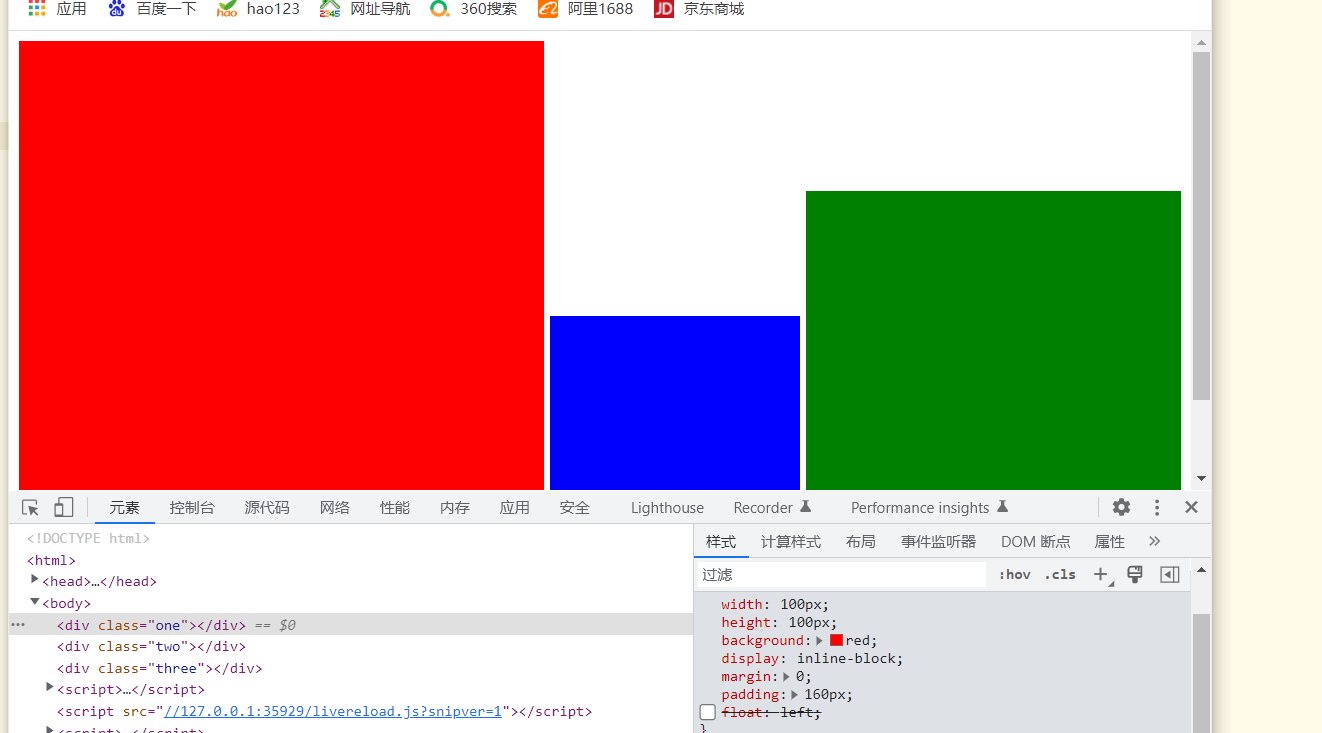 应用 百度一下 hao hao123 2345 网址导航 360搜索 阿里1688 JD 京东商城
元素 控制台 源代码 网络 性能 内存 应用 安全 Lighthouse Recorder Performance insights
<!DOCTYPE html>
<html>
<head>…</head>
<body>
<div class="one"></div> == $0
<div class="two"></div>
<div class="three"></div>
<script>…</script>
<script src="//127.0.0.1:35929/livereload.js?snipver=1"></script>
<script>…</script>
样式 计算样式 布局 事件监听器 DOM 断点 属性 »
过滤 :hov .cls
width: 100px;
height: 100px;
background: red;
display: inline-block;
margin: 0;
padding: 160px;
float: left;
}